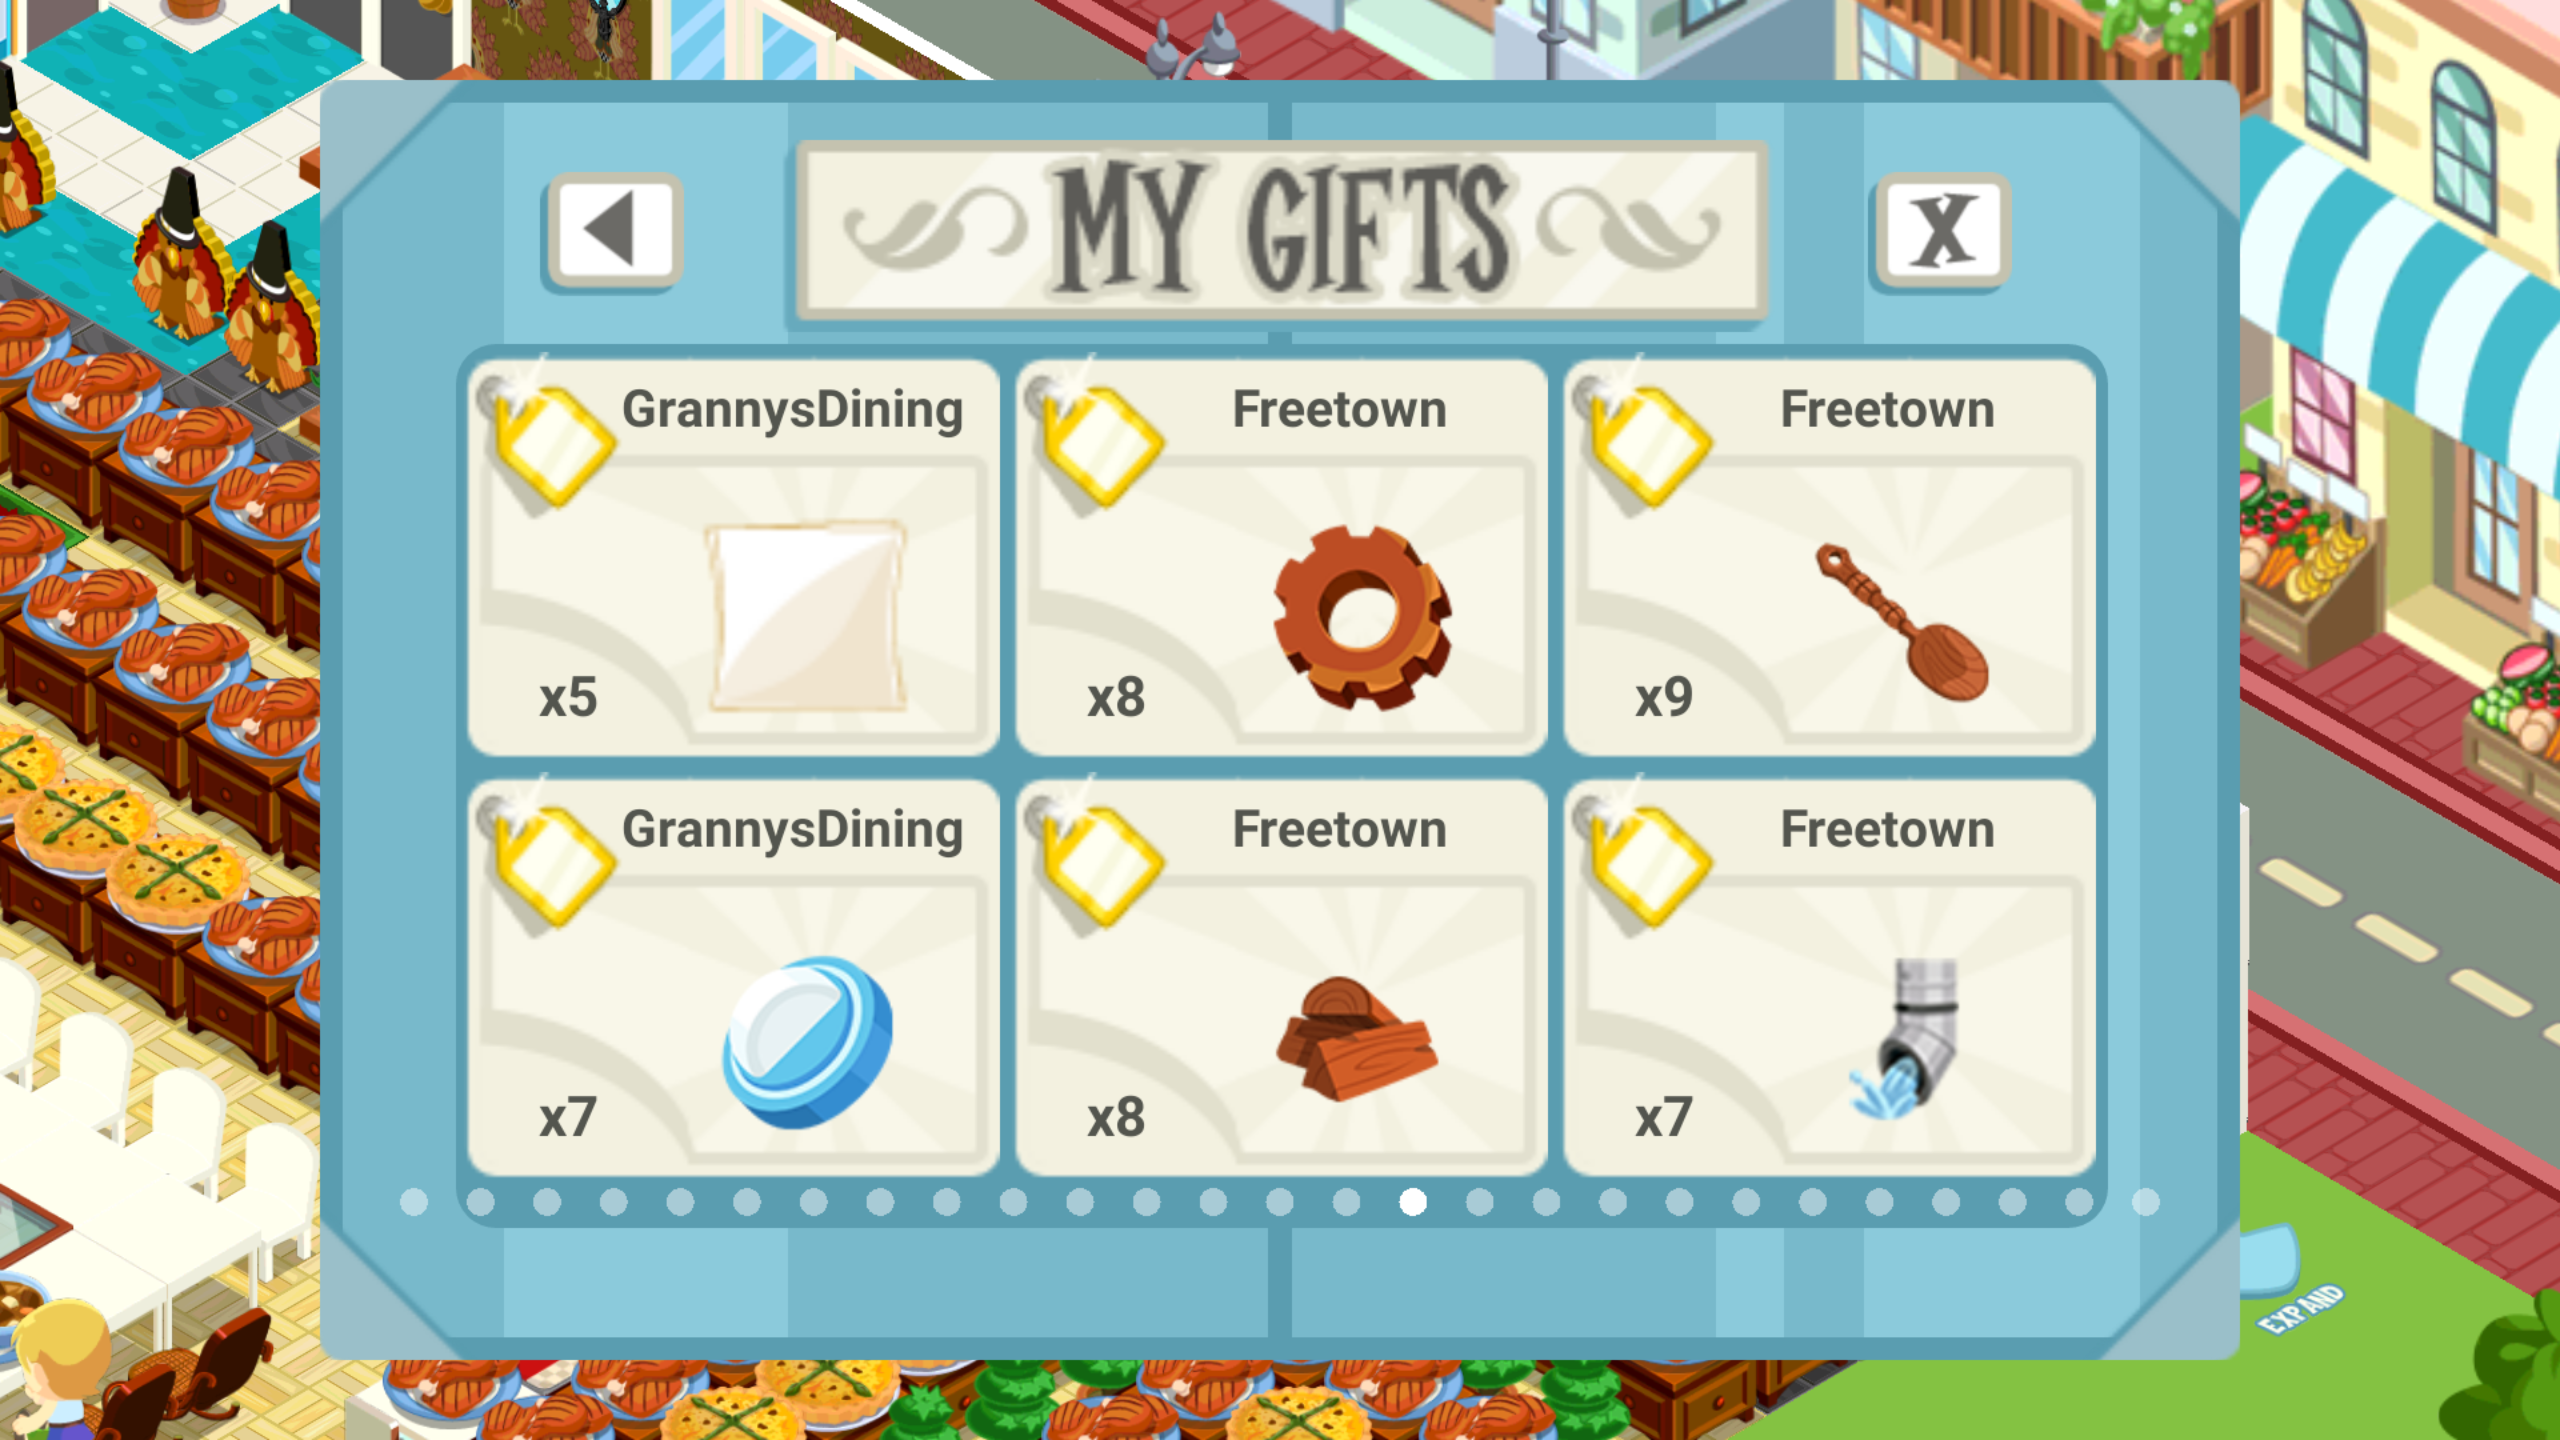 MY GIFTS
X
GrannysDining
x5
Freetown
x8
Freetown
x9
GrannysDining
x7
Freetown
x8
Freetown
x7
EXPAND